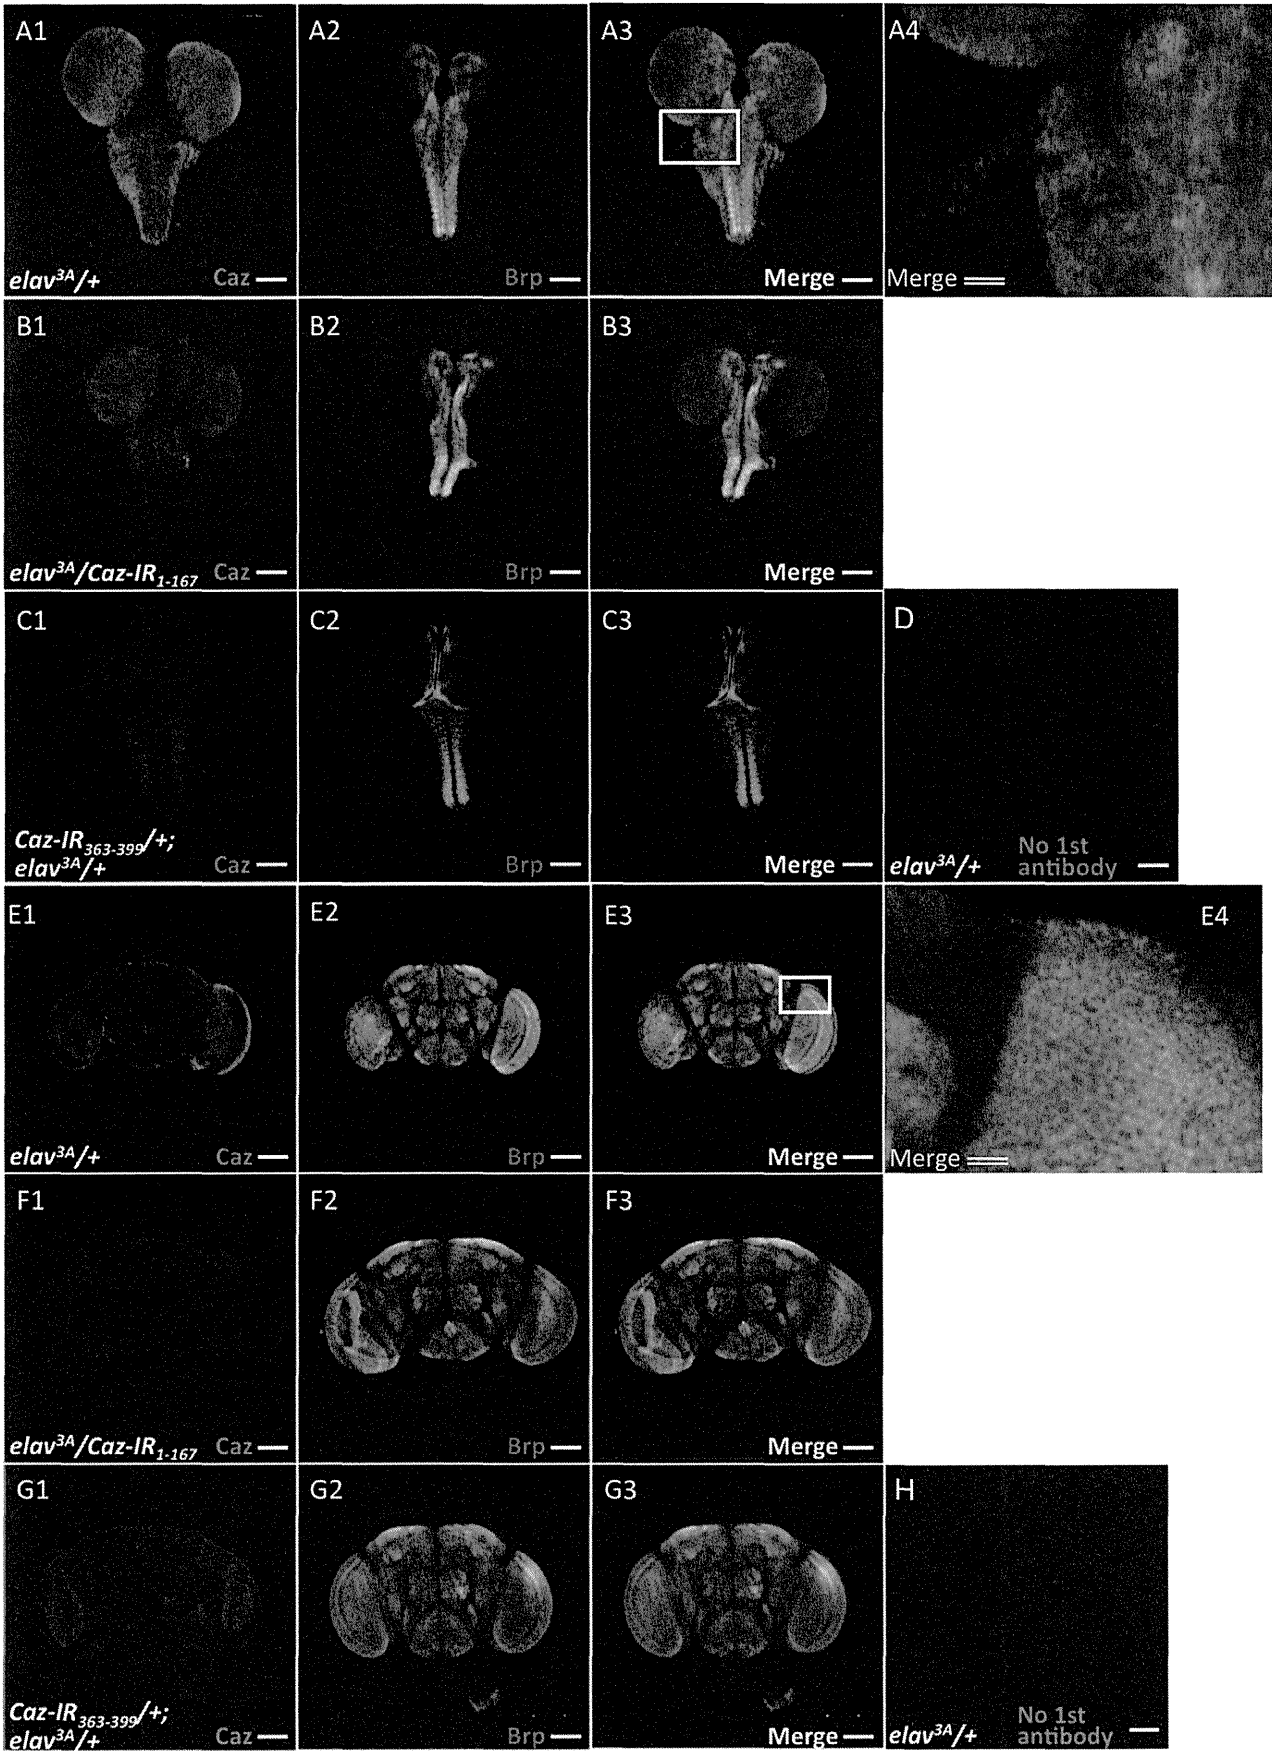 A1 A2 A3 A4
elav³ᴬ/+ Caz Brp Merge Merge
B1 B2 B3
elav³ᴬ/Caz-IR₁₋₁₆₇ Caz Brp Merge
C1 C2 C3 D
Caz-IR₃₆₃₋₃₉₉/+;
elav³ᴬ/+ Caz Brp Merge elav³ᴬ/+ No 1st
antibody
E1 E2 E3 E4
elav³ᴬ/+ Caz Brp Merge Merge
F1 F2 F3
elav³ᴬ/Caz-IR₁₋₁₆₇ Caz Brp Merge
G1 G2 G3 H
Caz-IR₃₆₃₋₃₉₉/+;
elav³ᴬ/+ Caz Brp Merge elav³ᴬ/+ No 1st
antibody